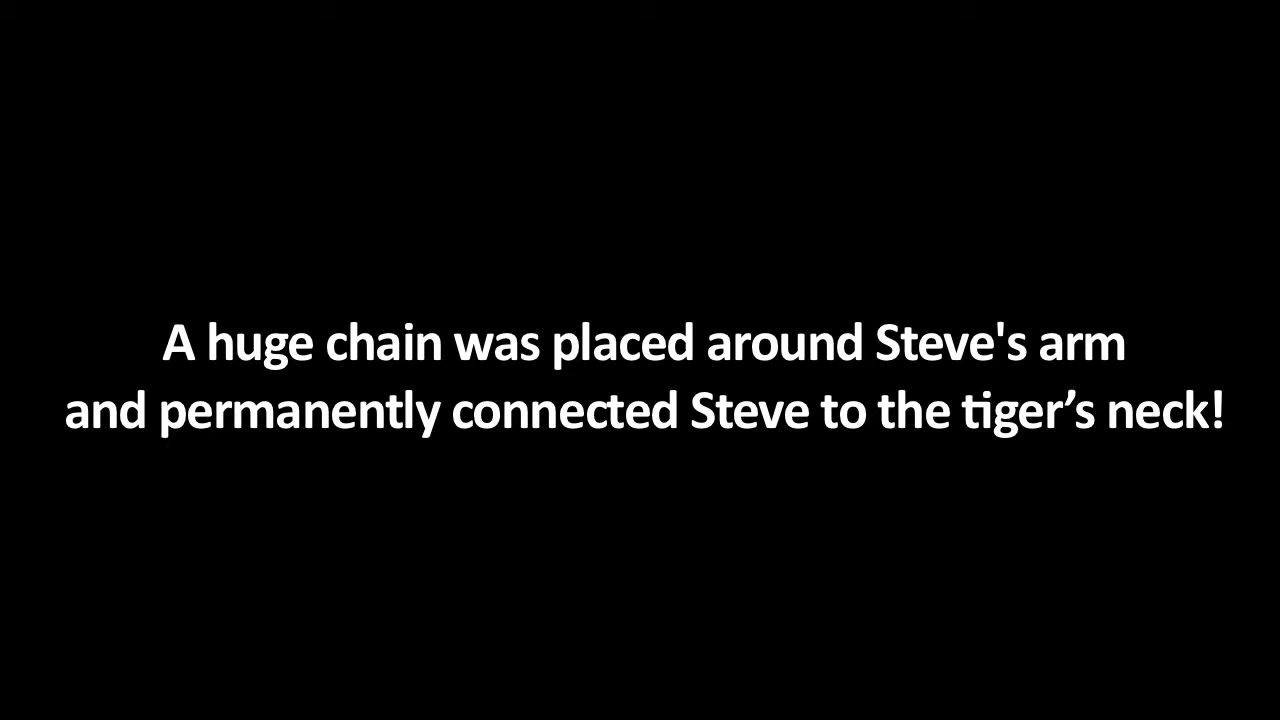 A huge chain was placed around Steve's arm
and permanently connected Steve to the tiger’s neck!